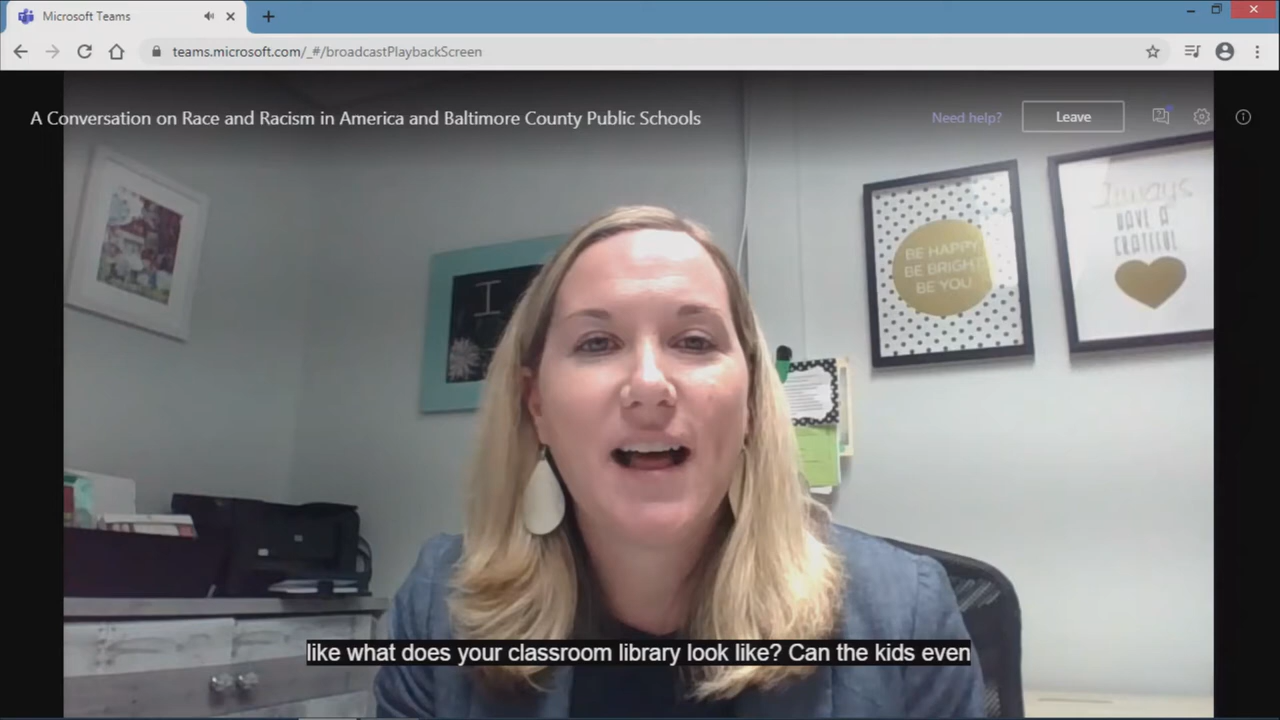 Microsoft Teams
teams.microsoft.com/_#/broadcastPlaybackScreen
A Conversation on Race and Racism in America and Baltimore County Public Schools
Need help?
Leave
I
BE HAPPY
BE BRIGHT
BE YOU
Always
HAVE A
GRATEFUL
like what does your classroom library look like? Can the kids even